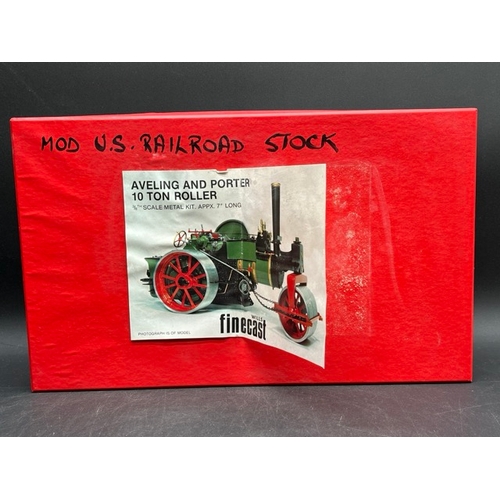 MOD U.S. RAILROAD STOCK
AVELING AND PORTER
10 TON ROLLER
SCALE METAL KIT. APPX. 7" LONG
WILLS
finecast
PHOTOGRAPH IS OF MODEL